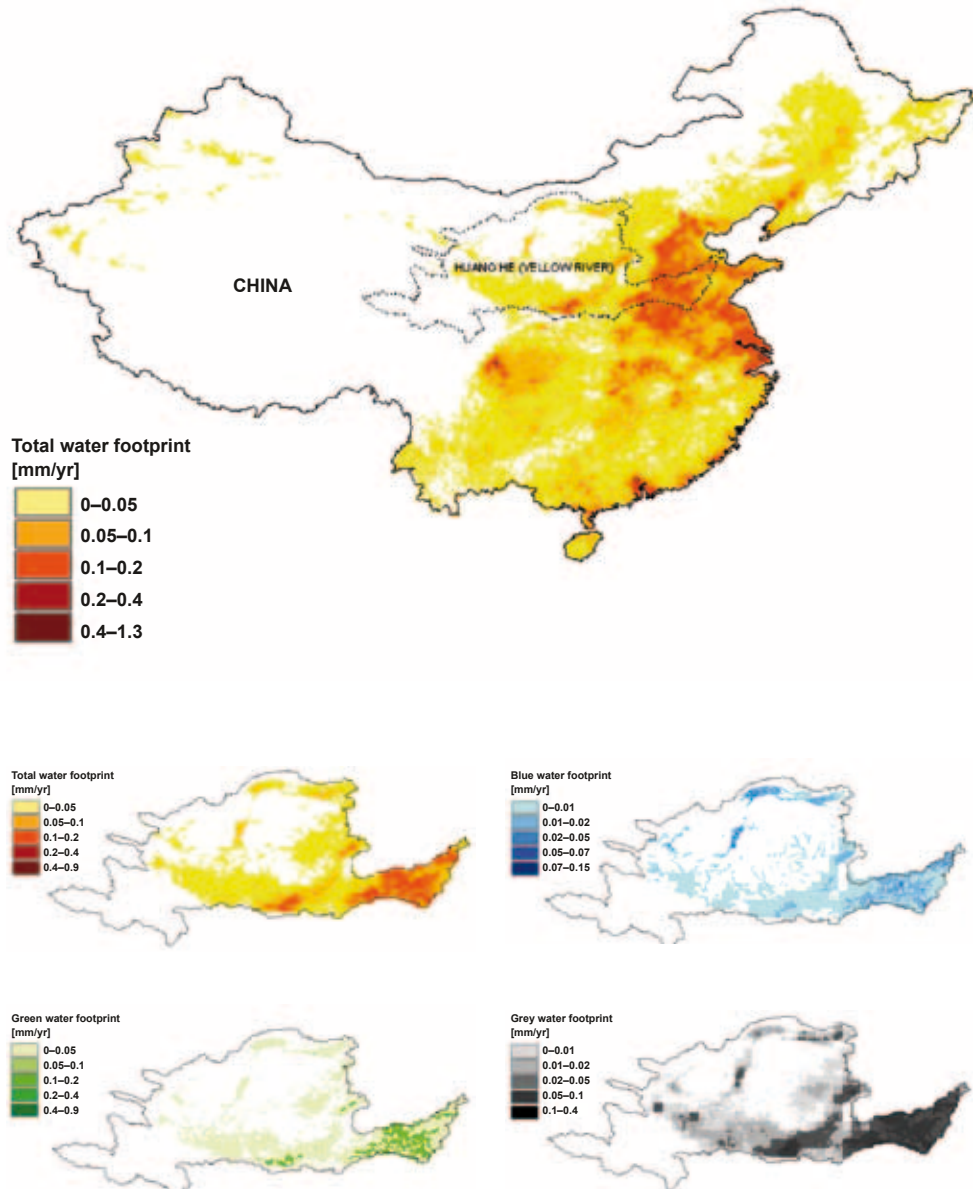 HUANG HE (YELLOW RIVER)
CHINA
Total water footprint
[mm/yr]
0–0.05
0.05–0.1
0.1–0.2
0.2–0.4
0.4–1.3
Total water footprint
[mm/yr]
0–0.05
0.05–0.1
0.1–0.2
0.2–0.4
0.4–0.9
Blue water footprint
[mm/yr]
0–0.01
0.01–0.02
0.02–0.05
0.05–0.07
0.07–0.15
Green water footprint
[mm/yr]
0–0.05
0.05–0.1
0.1–0.2
0.2–0.4
0.4–0.9
Grey water footprint
[mm/yr]
0–0.01
0.01–0.02
0.02–0.05
0.05–0.1
0.1–0.4